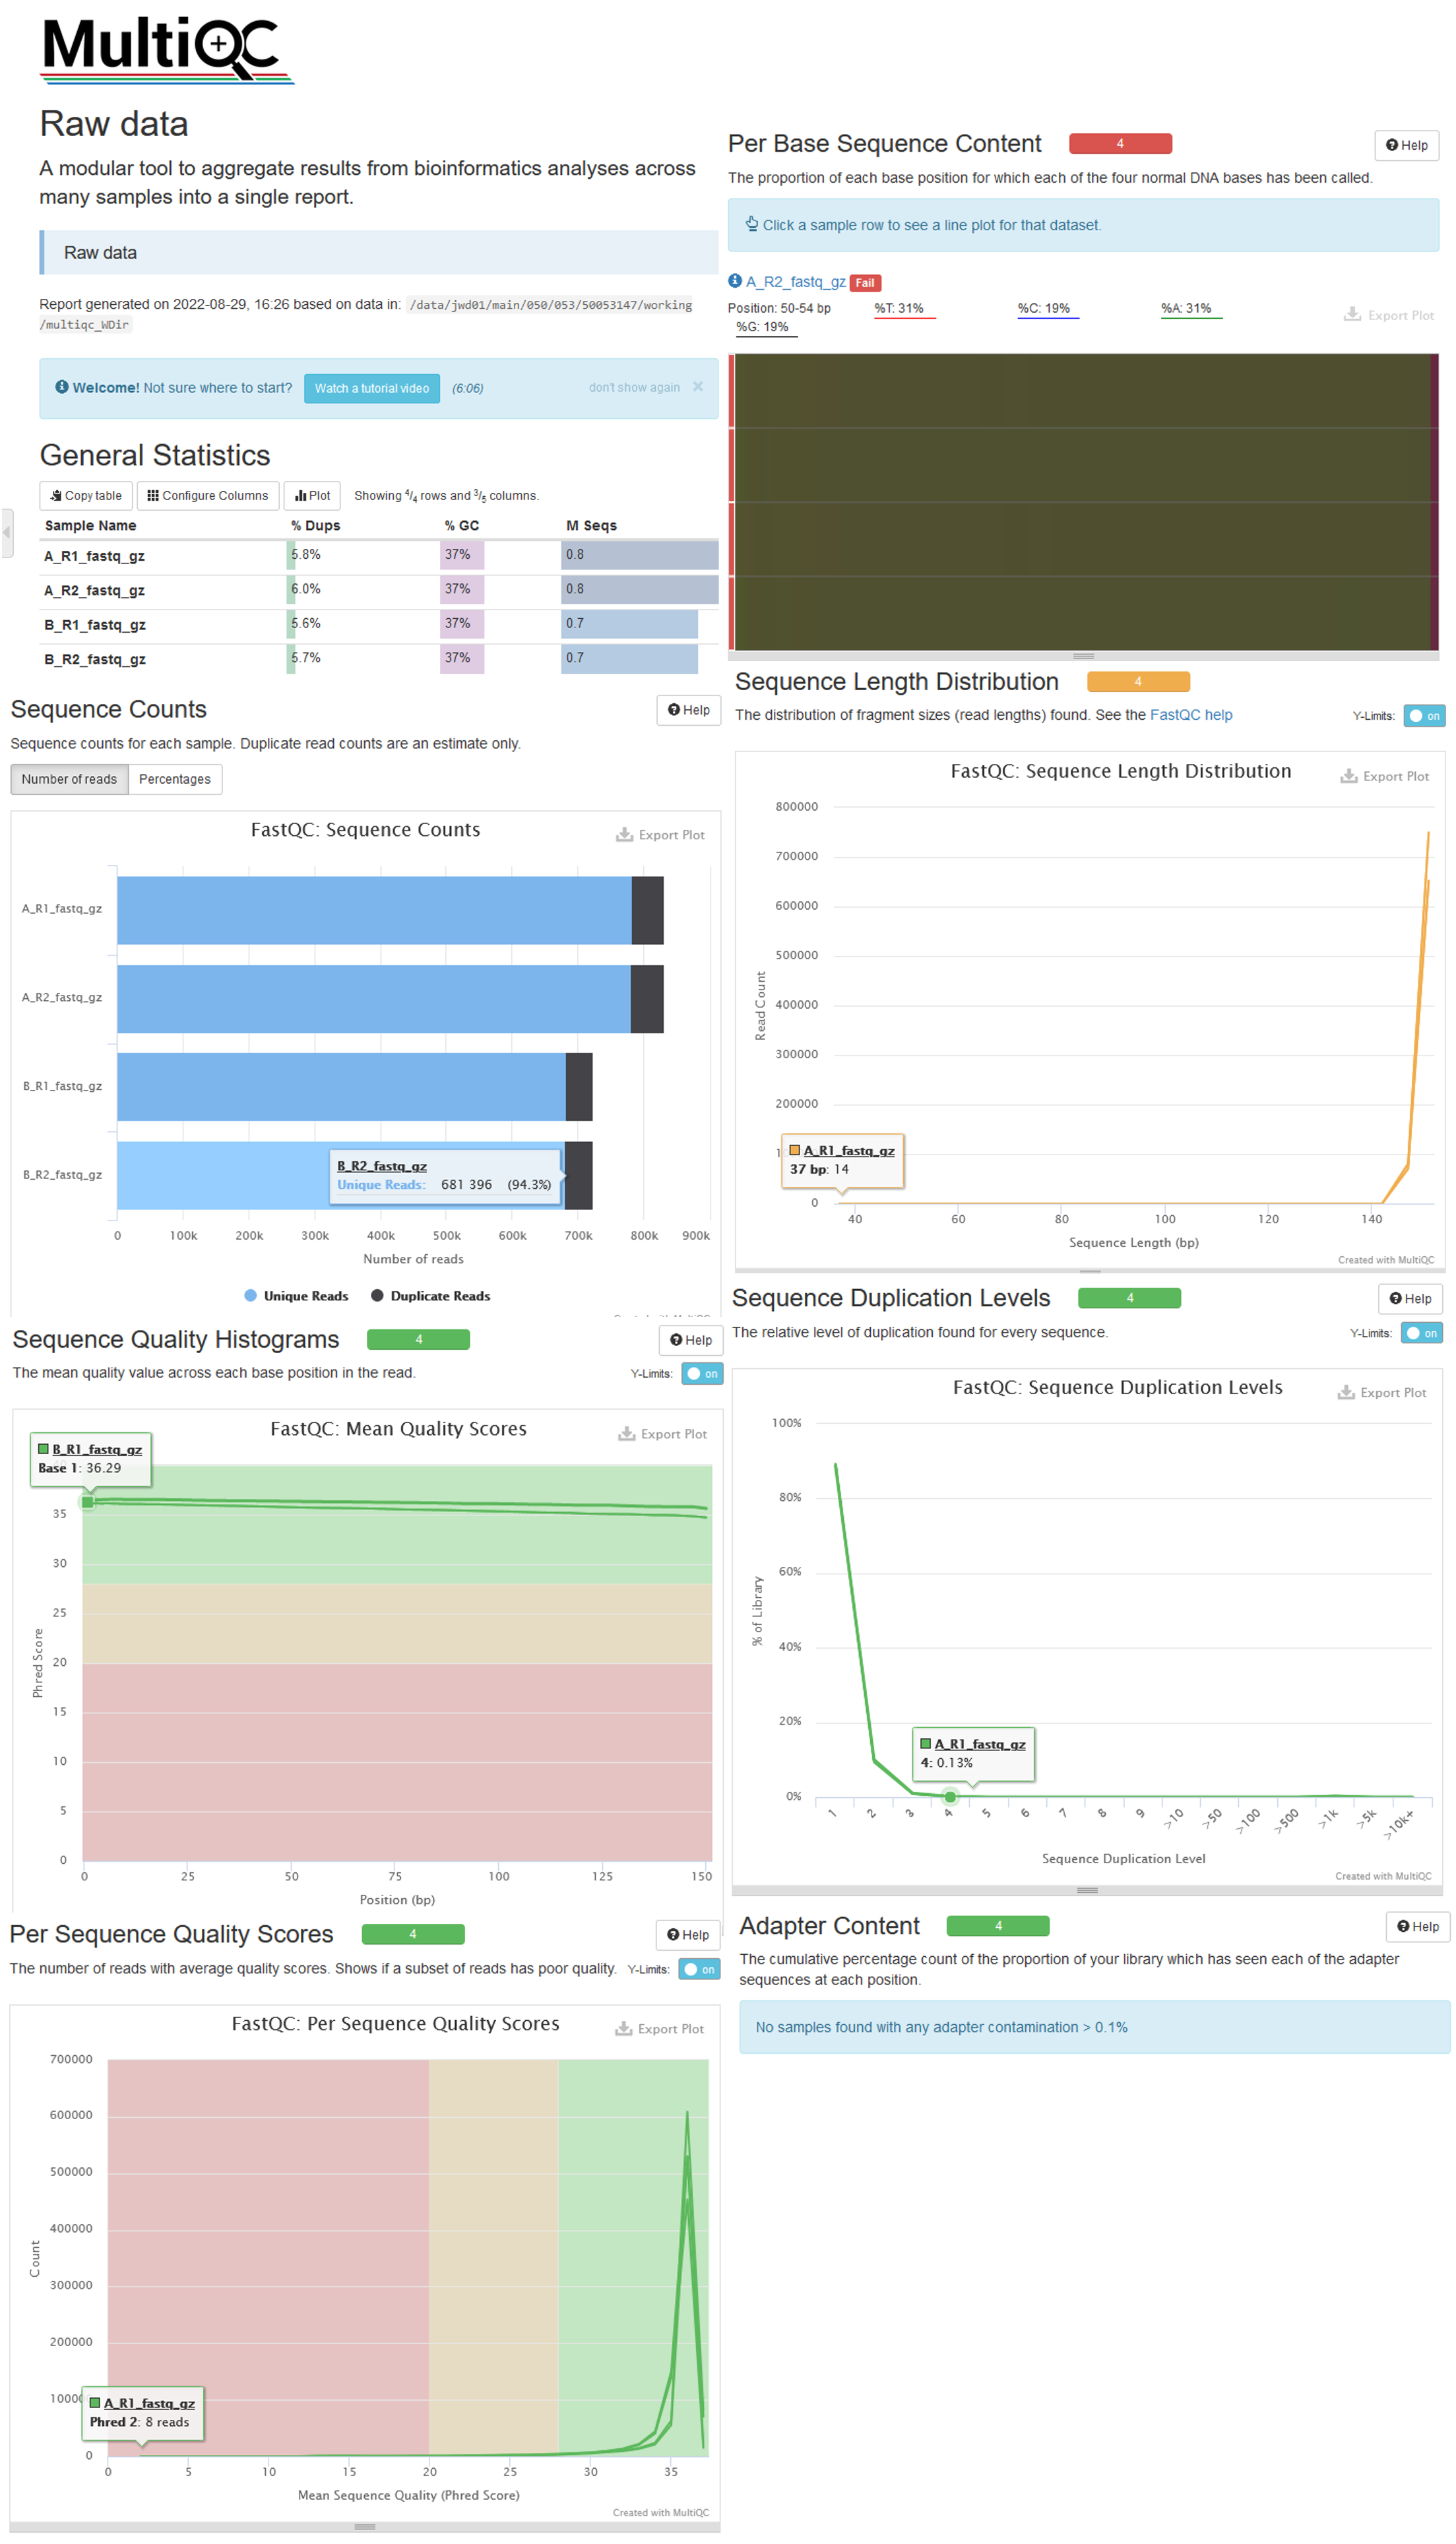 MultiQC
Raw data
A modular tool to aggregate results from bioinformatics analyses across
many samples into a single report.
Raw data
Report generated on 2022-08-29, 16:26 based on data in: /data/jwd01/main/050/053/50053147/working
/multiqc_WDir
Welcome! Not sure where to start? Watch a tutorial video (6:06) don't show again ×
General Statistics
Copy table Configure Columns Plot Showing 4/4 rows and 3/5 columns.
Sample Name % Dups % GC M Seqs
A_R1_fastq_gz 5.8% 37% 0.8
A_R2_fastq_gz 6.0% 37% 0.8
B_R1_fastq_gz 5.6% 37% 0.7
B_R2_fastq_gz 5.7% 37% 0.7
Sequence Counts Help
Sequence counts for each sample. Duplicate read counts are an estimate only.
Number of reads Percentages
FastQC: Sequence Counts Export Plot
A_R1_fastq_gz
A_R2_fastq_gz
B_R1_fastq_gz
B_R2_fastq_gz
B_R2_fastq_gz
Unique Reads: 681 396 (94.3%)
0 100k 200k 300k 400k 500k 600k 700k 800k 900k
Number of reads
Unique Reads Duplicate Reads
Sequence Quality Histograms 4 Help
The mean quality value across each base position in the read. Y-Limits: on
FastQC: Mean Quality Scores Export Plot
B_R1_fastq_gz
Base 1: 36.29
35
30
25
20
15
10
5
0
Phred Score
0 25 50 75 100 125 150
Position (bp)
Per Sequence Quality Scores 4 Help
The number of reads with average quality scores. Shows if a subset of reads has poor quality. Y-Limits: on
FastQC: Per Sequence Quality Scores Export Plot
700000
600000
500000
400000
300000
200000
10000
0
Count
A_R1_fastq_gz
Phred 2: 8 reads
0 5 10 15 20 25 30 35
Mean Sequence Quality (Phred Score)
Created with MultiQC
Per Base Sequence Content 4 Help
The proportion of each base position for which each of the four normal DNA bases has been called.
Click a sample row to see a line plot for that dataset.
A_R2_fastq_gz Fail
Position: 50-54 bp %T: 31% %C: 19% %A: 31% Export Plot
%G: 19%
Sequence Length Distribution 4
The distribution of fragment sizes (read lengths) found. See the FastQC help Y-Limits: on
FastQC: Sequence Length Distribution Export Plot
800000
700000
600000
500000
400000
300000
200000
1
0
Read Count
A_R1_fastq_gz
37 bp: 14
40 60 80 100 120 140
Sequence Length (bp)
Created with MultiQC
Sequence Duplication Levels 4 Help
The relative level of duplication found for every sequence. Y-Limits: on
FastQC: Sequence Duplication Levels Export Plot
100%
80%
60%
40%
20%
0%
% of Library
A_R1_fastq_gz
4: 0.13%
1 2 3 4 5 6 7 8 9 >10 >50 >100 >500 >1k >5k >10k+
Sequence Duplication Level
Created with MultiQC
Adapter Content 4 Help
The cumulative percentage count of the proportion of your library which has seen each of the adapter
sequences at each position.
No samples found with any adapter contamination > 0.1%